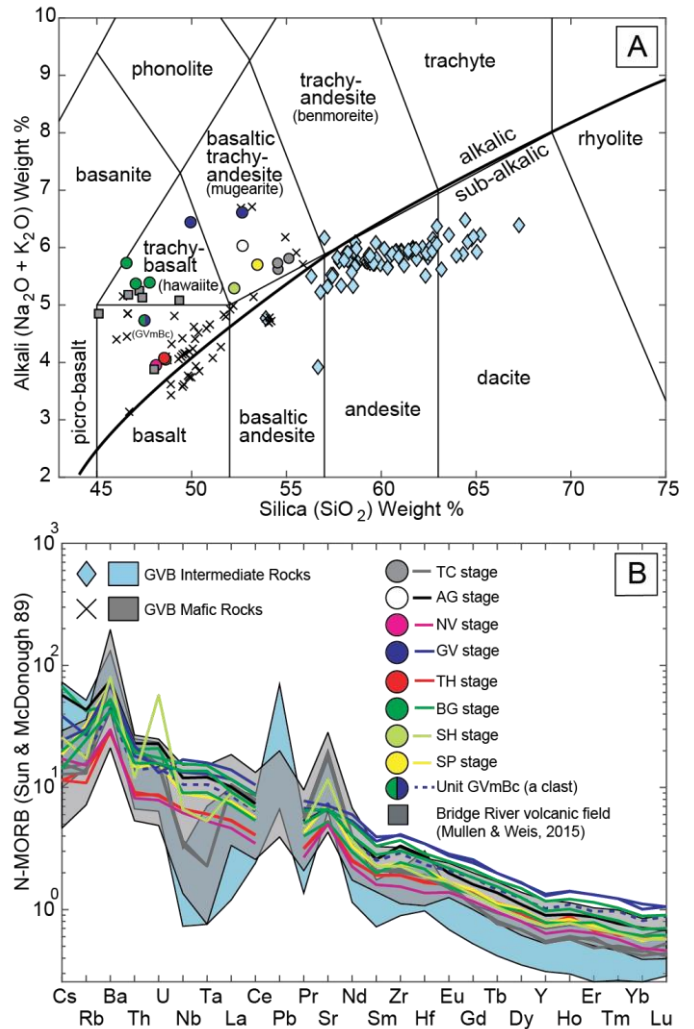 A
phonolite
trachy-
andesite
(benmoreite)
trachyte
basaltic
trachy-
andesite
(mugearite)
basanite
alkalic
sub-alkalic
rhyolite
trachy-
basalt
(hawaiite)
(GVmBc)
picro-basalt
basalt
basaltic
andesite
andesite
dacite
10
9
8
7
6
5
4
3
2
Alkali (Na₂O + K₂O) Weight %
45 50 55 60 65 70 75
Silica (SiO₂) Weight %
B
GVB Intermediate Rocks
GVB Mafic Rocks
TC stage
AG stage
NV stage
GV stage
TH stage
BG stage
SH stage
SP stage
Unit GVmBc (a clast)
Bridge River volcanic field
(Mullen & Weis, 2015)
10³
10²
10¹
10⁰
N-MORB (Sun & McDonough 89)
Cs Ba U Ta Ce Pr Nd Zr Eu Tb Y Er Yb
Rb Th Nb La Pb Sr Sm Hf Gd Dy Ho Tm Lu